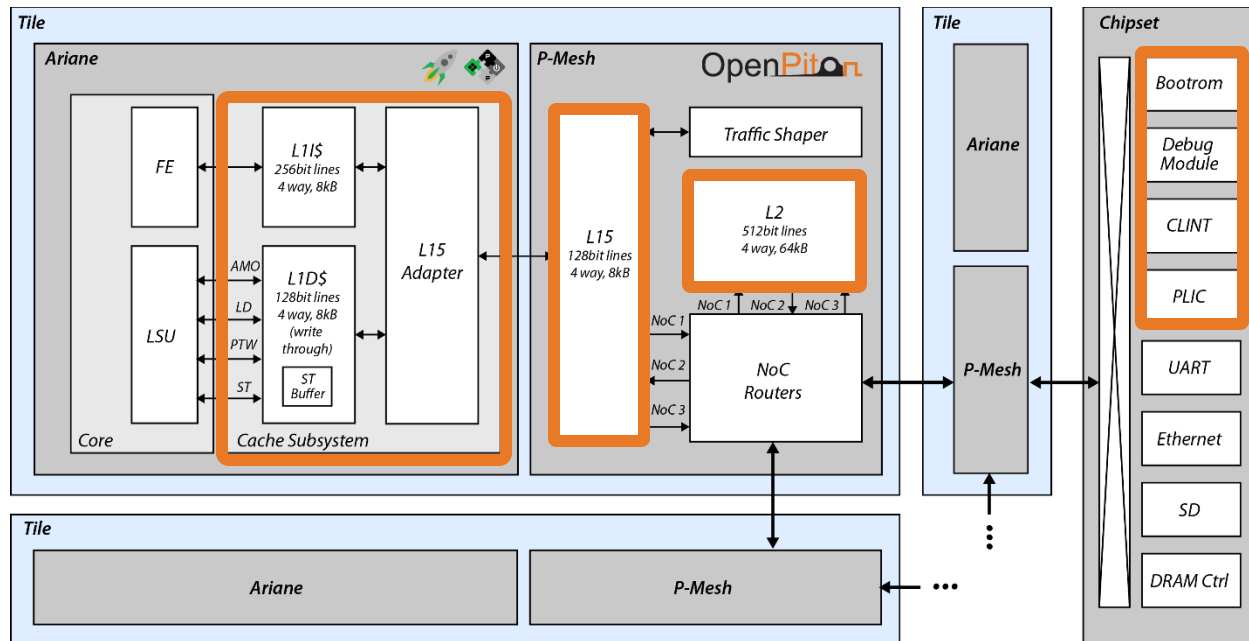 Tile
Ariane
FE
LSU
Core
AMO
LD
PTW
ST
L1I$
256bit lines
4 way, 8kB
L1D$
128bit lines
4 way, 8kB
(write
through)
ST
Buffer
L15
Adapter
Cache Subsystem
P-Mesh
OpenPiton
L15
128bit lines
4 way, 8kB
Traffic Shaper
L2
512bit lines
4 way, 64kB
NoC 1
NoC 2
NoC 3
NoC 1
NoC 2
NoC 3
NoC
Routers
Tile
Ariane
P-Mesh
•••
Chipset
Bootrom
Debug
Module
CLINT
PLIC
UART
Ethernet
SD
DRAM Ctrl
Tile
Ariane
P-Mesh
•••